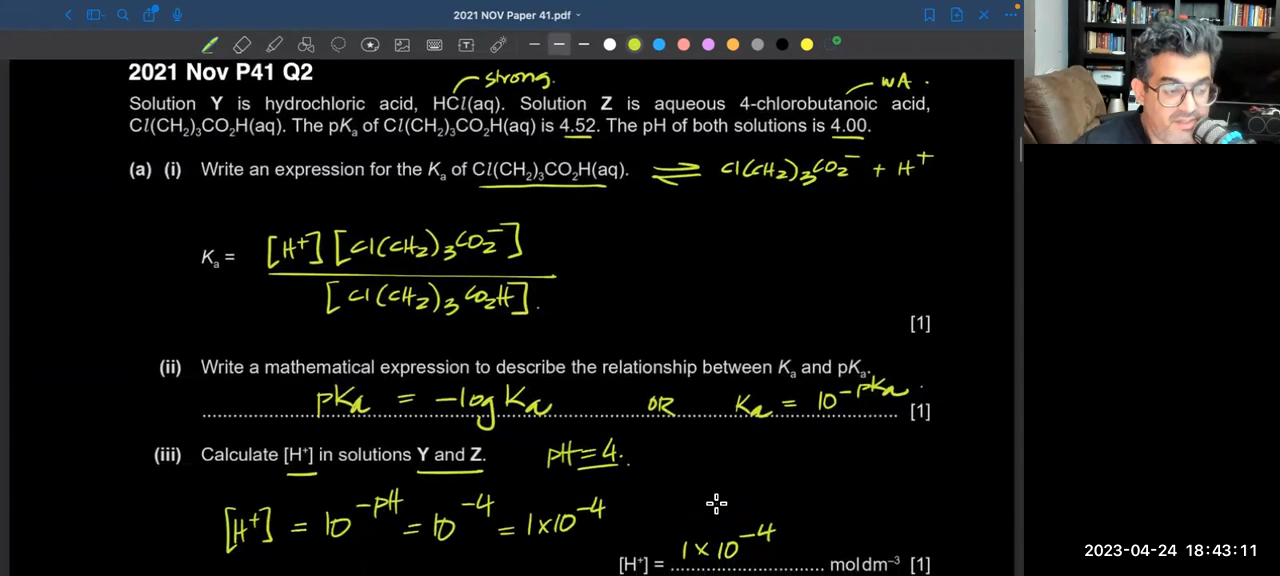 2021 NOV Paper 41.pdf
2021 Nov P41 Q2
strong.
WA.
Solution Y is hydrochloric acid, HCl(aq). Solution Z is aqueous 4-chlorobutanoic acid,
Cl(CH₂)₃CO₂H(aq). The pKₐ of Cl(CH₂)₃CO₂H(aq) is 4.52. The pH of both solutions is 4.00.
(a) (i) Write an expression for the Kₐ of Cl(CH₂)₃CO₂H(aq). ⇌ Cl(CH₂)₃CO₂⁻ + H⁺
[H⁺] [Cl(CH₂)₃CO₂⁻]
Kₐ =
[Cl(CH₂)₃CO₂H].
[1]
(ii) Write a mathematical expression to describe the relationship between Kₐ and pKₐ.
pKa = -log Ka OR Ka = 10^-pKa. [1]
(iii) Calculate [H⁺] in solutions Y and Z. pH = 4.
[H⁺] = 10^-pH = 10⁻⁴ = 1×10⁻⁴
1×10⁻⁴
[H⁺] = .............................. mol dm⁻³ [1]
2023-04-24 18:43:11